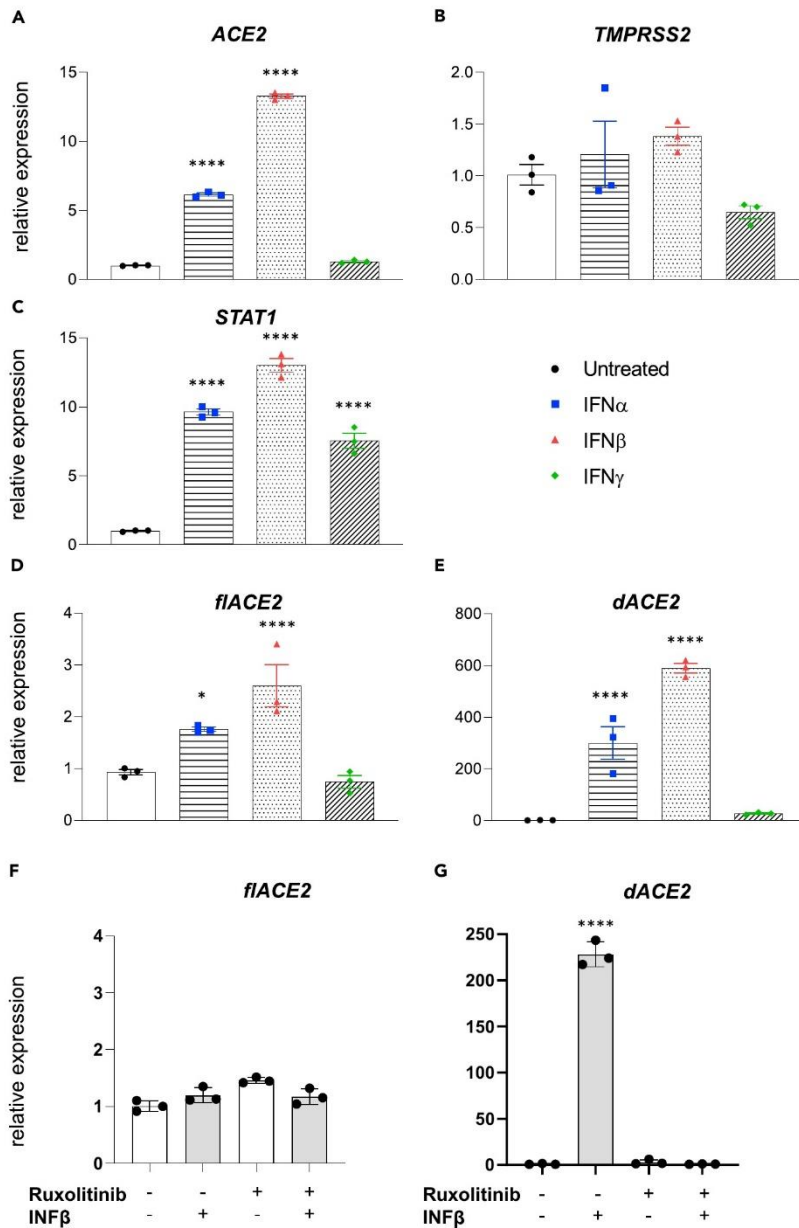 A
ACE2
relative expression
15
10
5
0
****
****
B
TMPRSS2
2.0
1.5
1.0
0.5
0.0
C
STAT1
relative expression
15
10
5
0
****
****
****
Untreated
IFNα
IFNβ
IFNγ
D
flACE2
relative expression
4
3
2
1
0
*
****
E
dACE2
800
600
400
200
0
****
****
F
flACE2
relative expression
4
3
2
1
0
Ruxolitinib - - + +
INFβ - + - +
G
dACE2
250
200
150
100
50
0
****
Ruxolitinib - - + +
INFβ - + - +